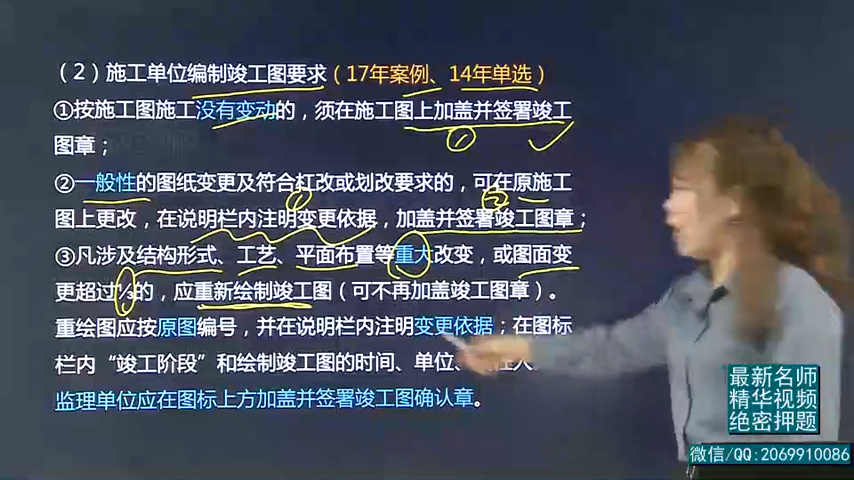 （2）施工单位编制竣工图要求（17年案例、14年单选）
①按施工图施工没有变动的，须在施工图上加盖并签署竣工
图章；
②一般性的图纸变更及符合杠改或划改要求的，可在原施工
图上更改，在说明栏内注明变更依据，加盖并签署竣工图章；
③凡涉及结构形式、工艺、平面布置等重大改变，或图面变
更超过⅓的，应重新绘制竣工图（可不再加盖竣工图章）。
重绘图应按原图编号，并在说明栏内注明变更依据；在图标
栏内“竣工阶段”和绘制竣工图的时间、单位、
监理单位应在图标上方加盖并签署竣工图确认章。
① ②
①
最新名师
精华视频
绝密押题
微信/QQ:2069910086